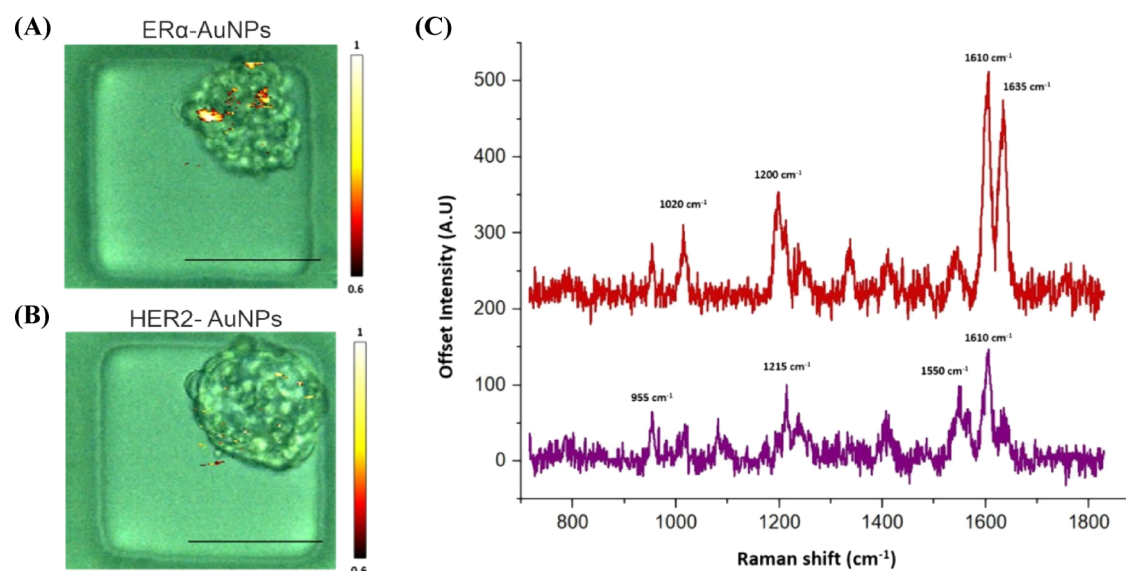 (A)
ERα-AuNPs
1
0.6
(B)
HER2- AuNPs
1
0.6
(C)
Offset Intensity (A.U)
500
400
300
200
100
0
1610 cm⁻¹
1635 cm⁻¹
1200 cm⁻¹
1020 cm⁻¹
1610 cm⁻¹
1215 cm⁻¹
1550 cm⁻¹
955 cm⁻¹
800
1000
1200
1400
1600
1800
Raman shift (cm⁻¹)